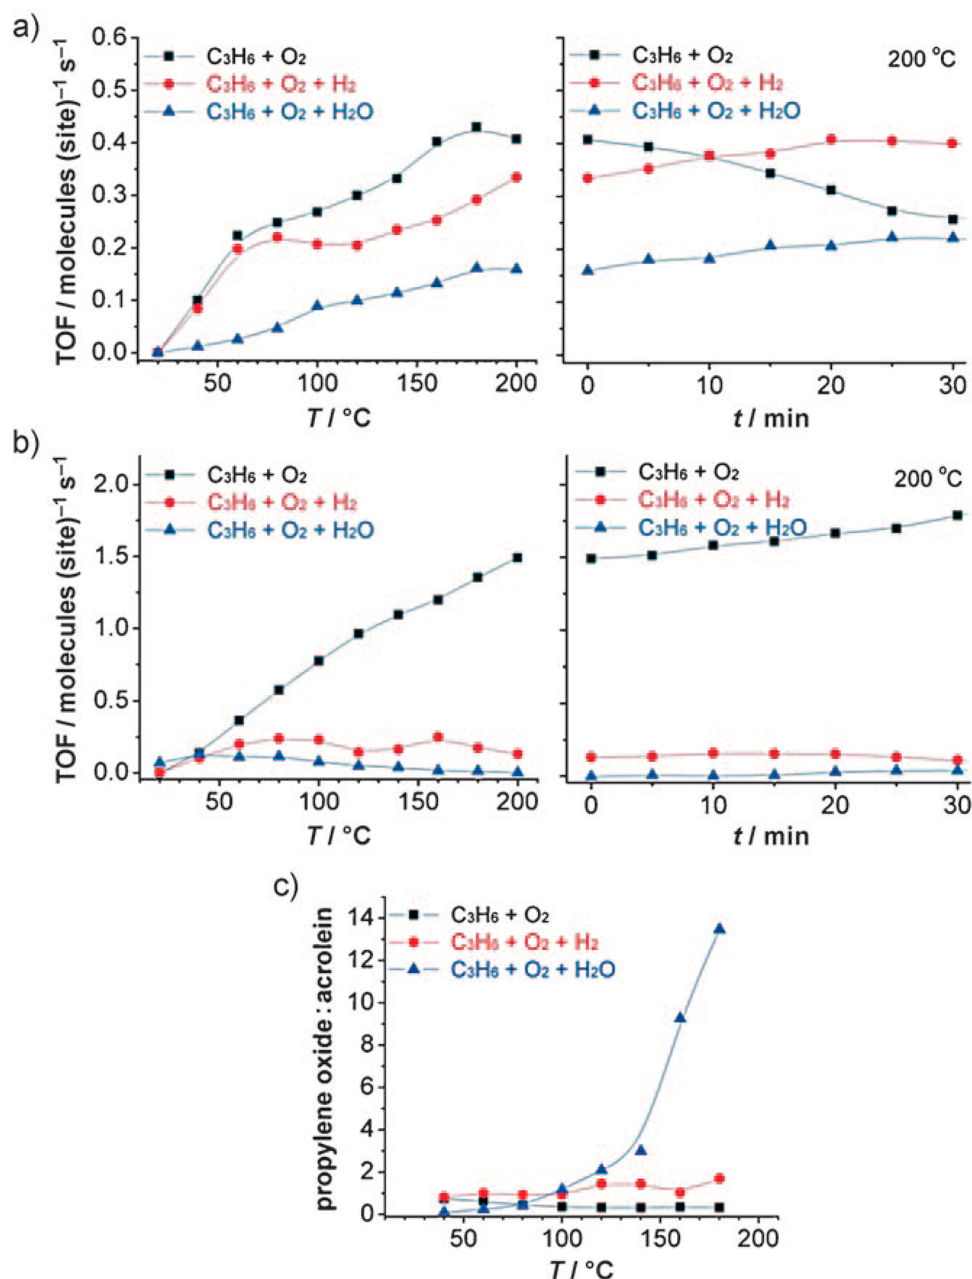 a)
TOF / molecules (site)⁻¹ s⁻¹
0.6
0.5
0.4
0.3
0.2
0.1
0.0
C₃H₆ + O₂
C₃H₆ + O₂ + H₂
C₃H₆ + O₂ + H₂O
50
100
150
200
T / °C
C₃H₆ + O₂
C₃H₆ + O₂ + H₂
C₃H₆ + O₂ + H₂O
200 °C
0
10
20
30
t / min
b)
TOF / molecules (site)⁻¹ s⁻¹
2.0
1.5
1.0
0.5
0.0
C₃H₆ + O₂
C₃H₆ + O₂ + H₂
C₃H₆ + O₂ + H₂O
50
100
150
200
T / °C
C₃H₆ + O₂
C₃H₆ + O₂ + H₂
C₃H₆ + O₂ + H₂O
200 °C
0
10
20
30
t / min
c)
propylene oxide : acrolein
14
12
10
8
6
4
2
0
C₃H₆ + O₂
C₃H₆ + O₂ + H₂
C₃H₆ + O₂ + H₂O
50
100
150
200
T / °C